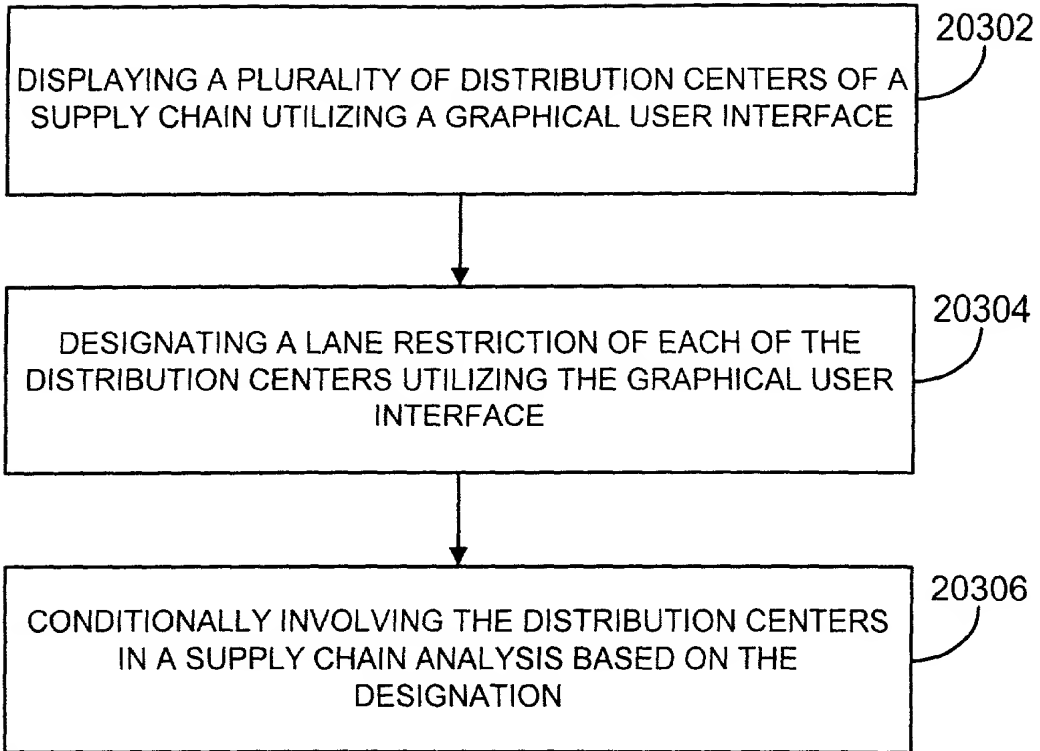 20302
DISPLAYING A PLURALITY OF DISTRIBUTION CENTERS OF A
SUPPLY CHAIN UTILIZING A GRAPHICAL USER INTERFACE
20304
DESIGNATING A LANE RESTRICTION OF EACH OF THE
DISTRIBUTION CENTERS UTILIZING THE GRAPHICAL USER
INTERFACE
20306
CONDITIONALLY INVOLVING THE DISTRIBUTION CENTERS
IN A SUPPLY CHAIN ANALYSIS BASED ON THE
DESIGNATION